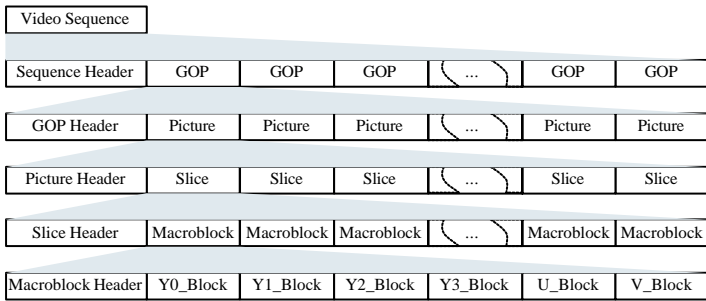 Video Sequence
Sequence Header GOP GOP GOP ... GOP GOP
GOP Header Picture Picture Picture ... Picture Picture
Picture Header Slice Slice Slice ... Slice Slice
Slice Header Macroblock Macroblock Macroblock ... Macroblock Macroblock
Macroblock Header Y0_Block Y1_Block Y2_Block Y3_Block U_Block V_Block